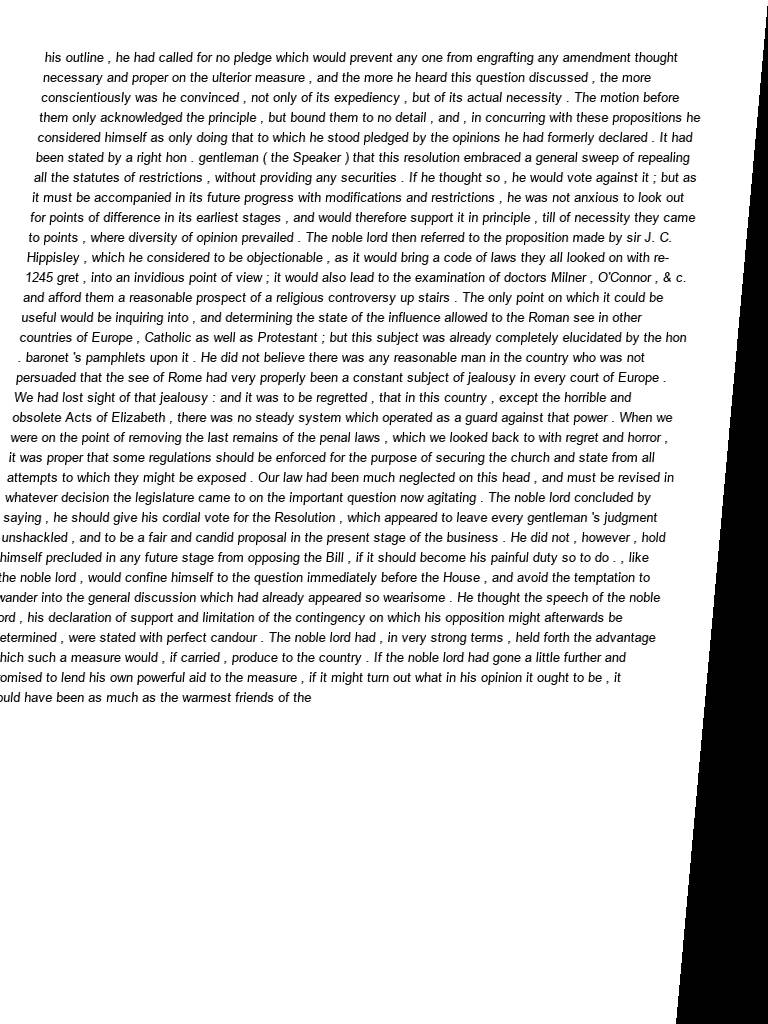 his outline , he had called for no pledge which would prevent any one from engrafting any amendment thought
necessary and proper on the ulterior measure , and the more he heard this question discussed , the more
conscientiously was he convinced , not only of its expediency , but of its actual necessity . The motion before
them only acknowledged the principle , but bound them to no detail , and , in concurring with these propositions he
considered himself as only doing that to which he stood pledged by the opinions he had formerly declared . It had
been stated by a right hon . gentleman ( the Speaker ) that this resolution embraced a general sweep of repealing
all the statutes of restrictions , without providing any securities . If he thought so , he would vote against it ; but as
it must be accompanied in its future progress with modifications and restrictions , he was not anxious to look out
for points of difference in its earliest stages , and would therefore support it in principle , till of necessity they came
to points , where diversity of opinion prevailed . The noble lord then referred to the proposition made by sir J. C.
Hippisley , which he considered to be objectionable , as it would bring a code of laws they all looked on with re-
1245 gret , into an invidious point of view ; it would also lead to the examination of doctors Milner , O'Connor , & c.
and afford them a reasonable prospect of a religious controversy up stairs . The only point on which it could be
useful would be inquiring into , and determining the state of the influence allowed to the Roman see in other
countries of Europe , Catholic as well as Protestant ; but this subject was already completely elucidated by the hon
. baronet 's pamphlets upon it . He did not believe there was any reasonable man in the country who was not
persuaded that the see of Rome had very properly been a constant subject of jealousy in every court of Europe .
We had lost sight of that jealousy : and it was to be regretted , that in this country , except the horrible and
obsolete Acts of Elizabeth , there was no steady system which operated as a guard against that power . When we
were on the point of removing the last remains of the penal laws , which we looked back to with regret and horror ,
it was proper that some regulations should be enforced for the purpose of securing the church and state from all
attempts to which they might be exposed . Our law had been much neglected on this head , and must be revised in
whatever decision the legislature came to on the important question now agitating . The noble lord concluded by
saying , he should give his cordial vote for the Resolution , which appeared to leave every gentleman 's judgment
unshackled , and to be a fair and candid proposal in the present stage of the business . He did not , however , hold
himself precluded in any future stage from opposing the Bill , if it should become his painful duty so to do . , like
the noble lord , would confine himself to the question immediately before the House , and avoid the temptation to
wander into the general discussion which had already appeared so wearisome . He thought the speech of the noble
ord , his declaration of support and limitation of the contingency on which his opposition might afterwards be
etermined , were stated with perfect candour . The noble lord had , in very strong terms , held forth the advantage
hich such a measure would , if carried , produce to the country . If the noble lord had gone a little further and
omised to lend his own powerful aid to the measure , if it might turn out what in his opinion it ought to be , it
ould have been as much as the warmest friends of the